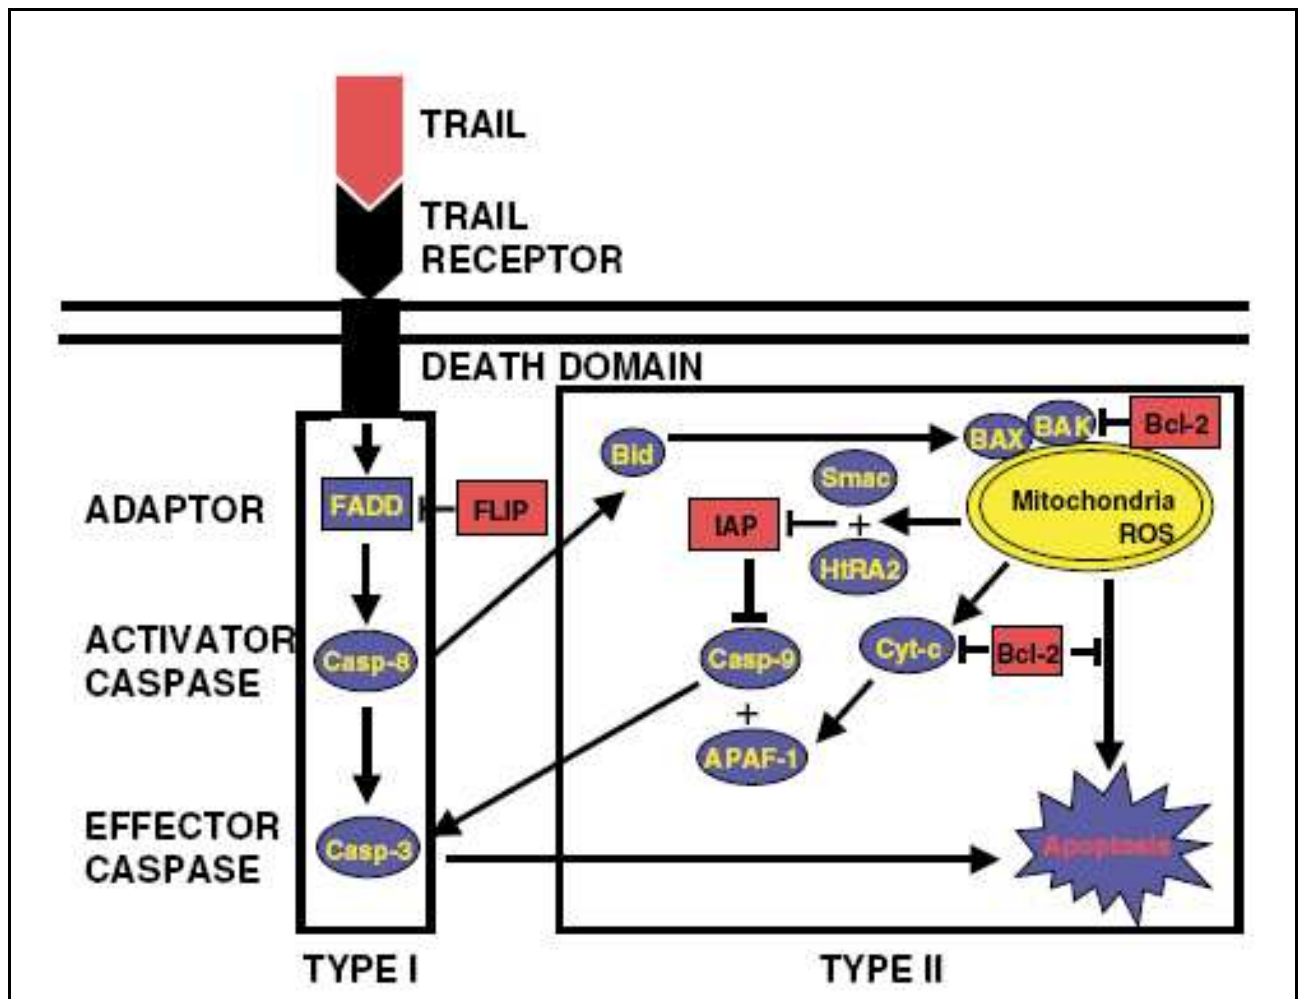 TRAIL
TRAIL
RECEPTOR
DEATH DOMAIN
ADAPTOR
FADD
FLIP
ACTIVATOR
CASPASE
Casp-8
EFFECTOR
CASPASE
Casp-3
TYPE I
Bid
BAX
BAK
Bcl-2
Smac
+
HtRA2
IAP
Mitochondria
ROS
Casp-9
+
APAF-1
Cyt-c
Bcl-2
Apoptosis
TYPE II